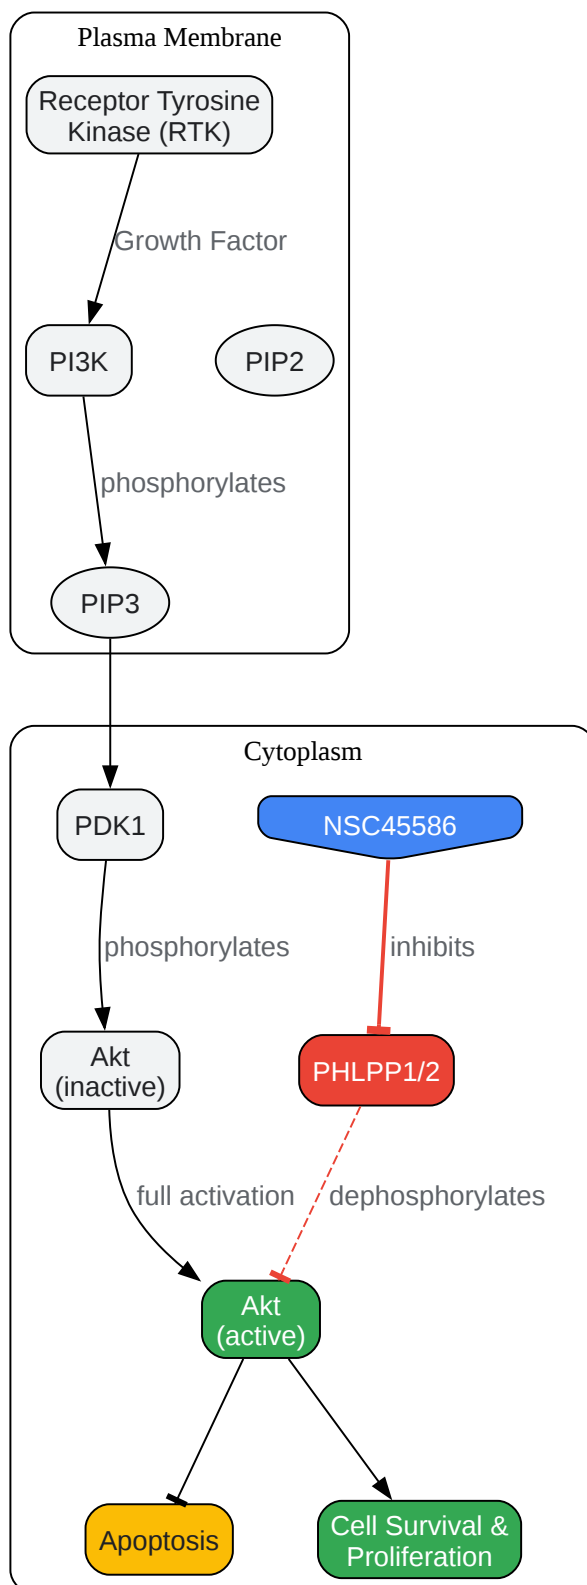 Plasma Membrane
Receptor Tyrosine
Kinase (RTK)
Growth Factor
PI3K
PIP2
phosphorylates
PIP3
Cytoplasm
PDK1
NSC45586
phosphorylates
inhibits
Akt
(inactive)
PHLPP1/2
full activation
dephosphorylates
Akt
(active)
Apoptosis
Cell Survival &
Proliferation